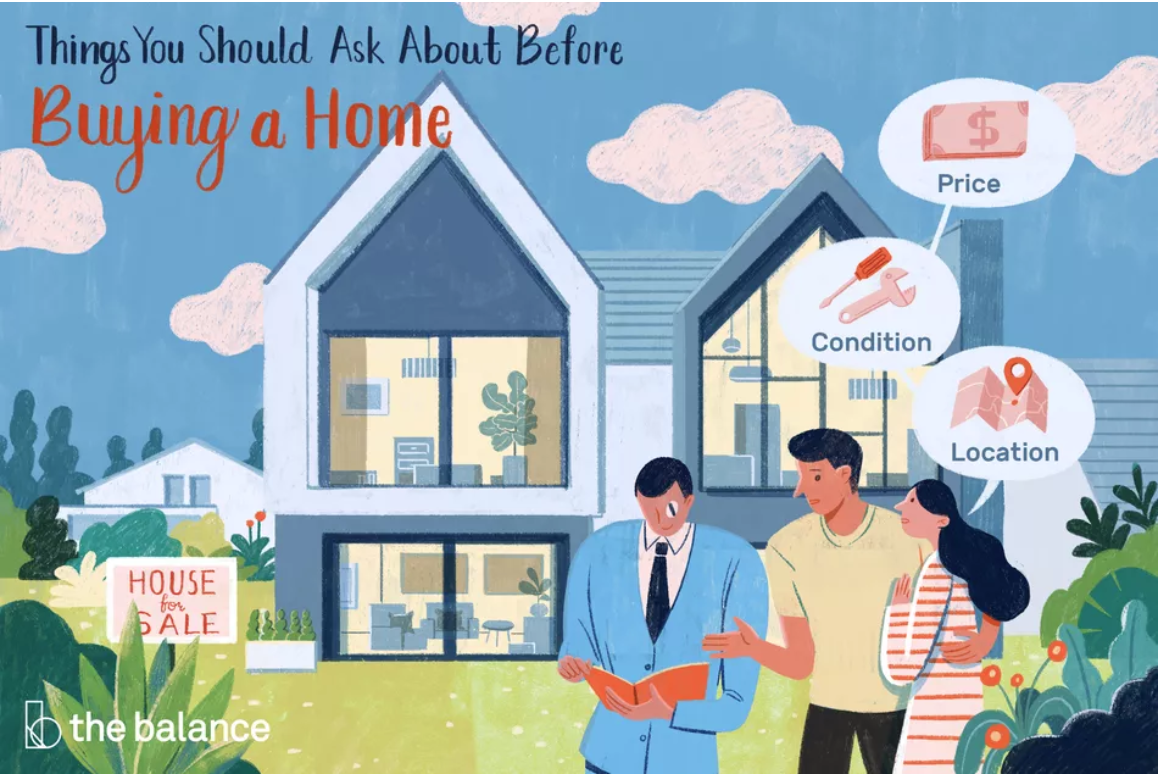 Things You Should Ask About Before
Buying a Home
Price
Condition
Location
HOUSE
for
SALE
the balance